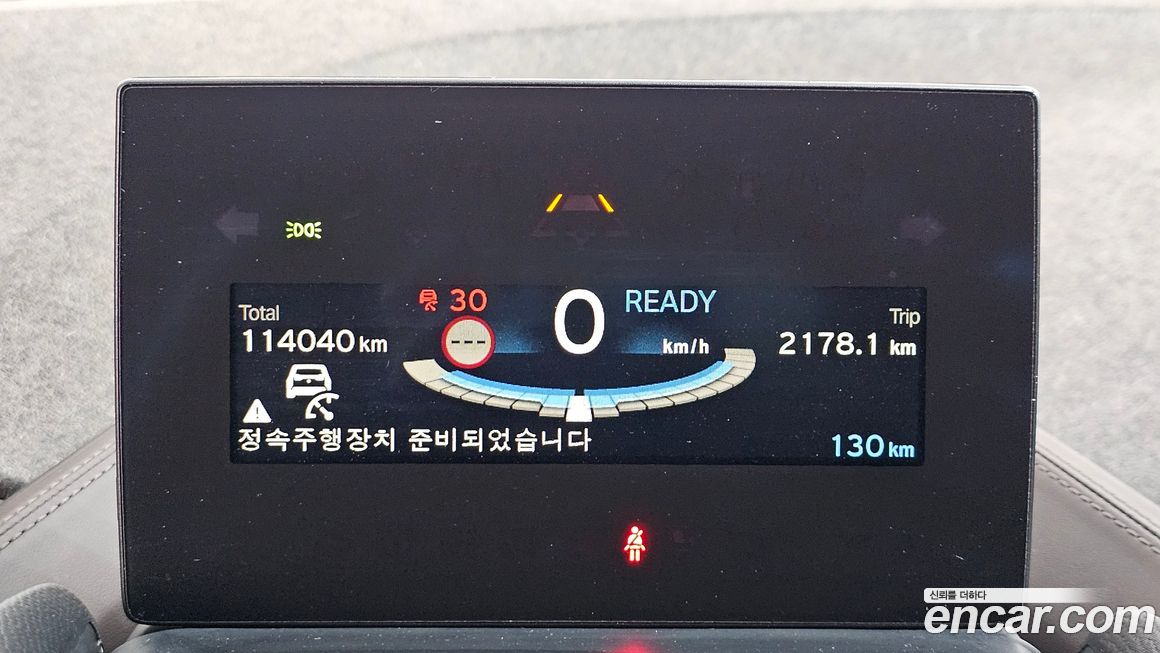 30
0
READY
km/h
Total
114040 km
Trip
2178.1 km
정속주행장치 준비되었습니다
130 km
신뢰를 더하다
encar.com